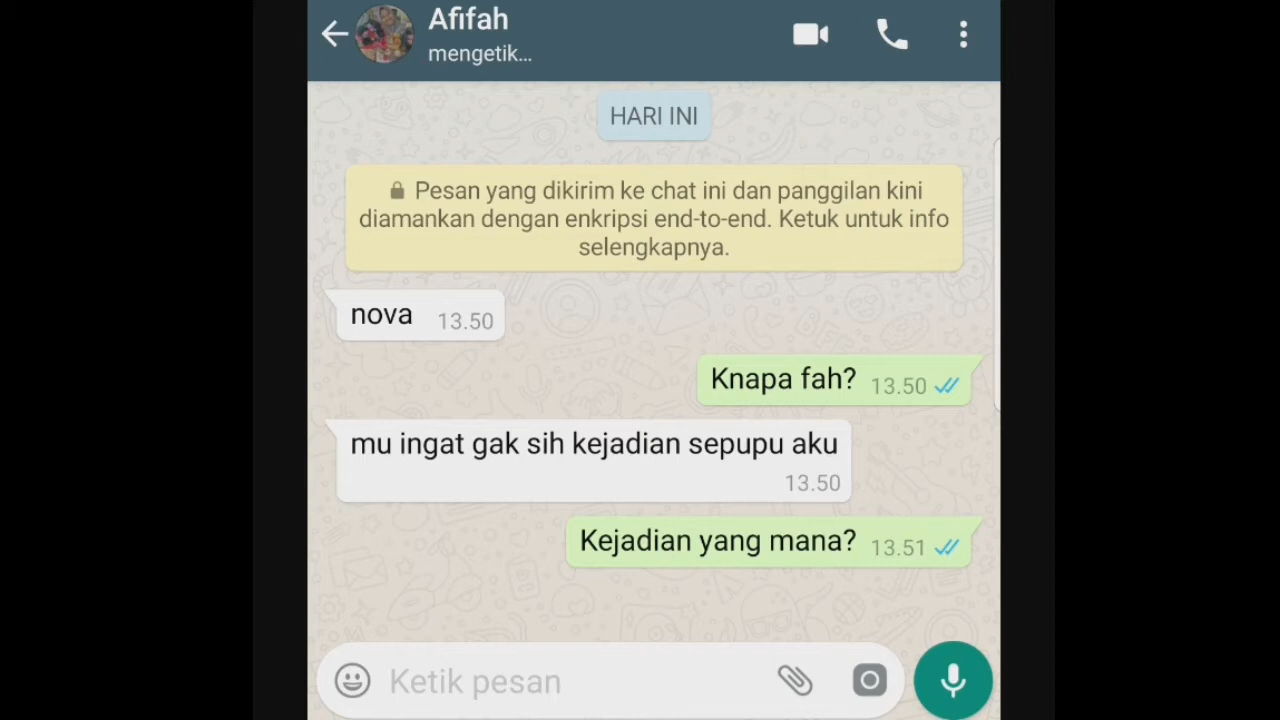 Afifah
mengetik...
HARI INI
Pesan yang dikirim ke chat ini dan panggilan kini
diamankan dengan enkripsi end-to-end. Ketuk untuk info
selengkapnya.
nova 13.50
Knapa fah? 13.50
mu ingat gak sih kejadian sepupu aku
13.50
Kejadian yang mana? 13.51
Ketik pesan